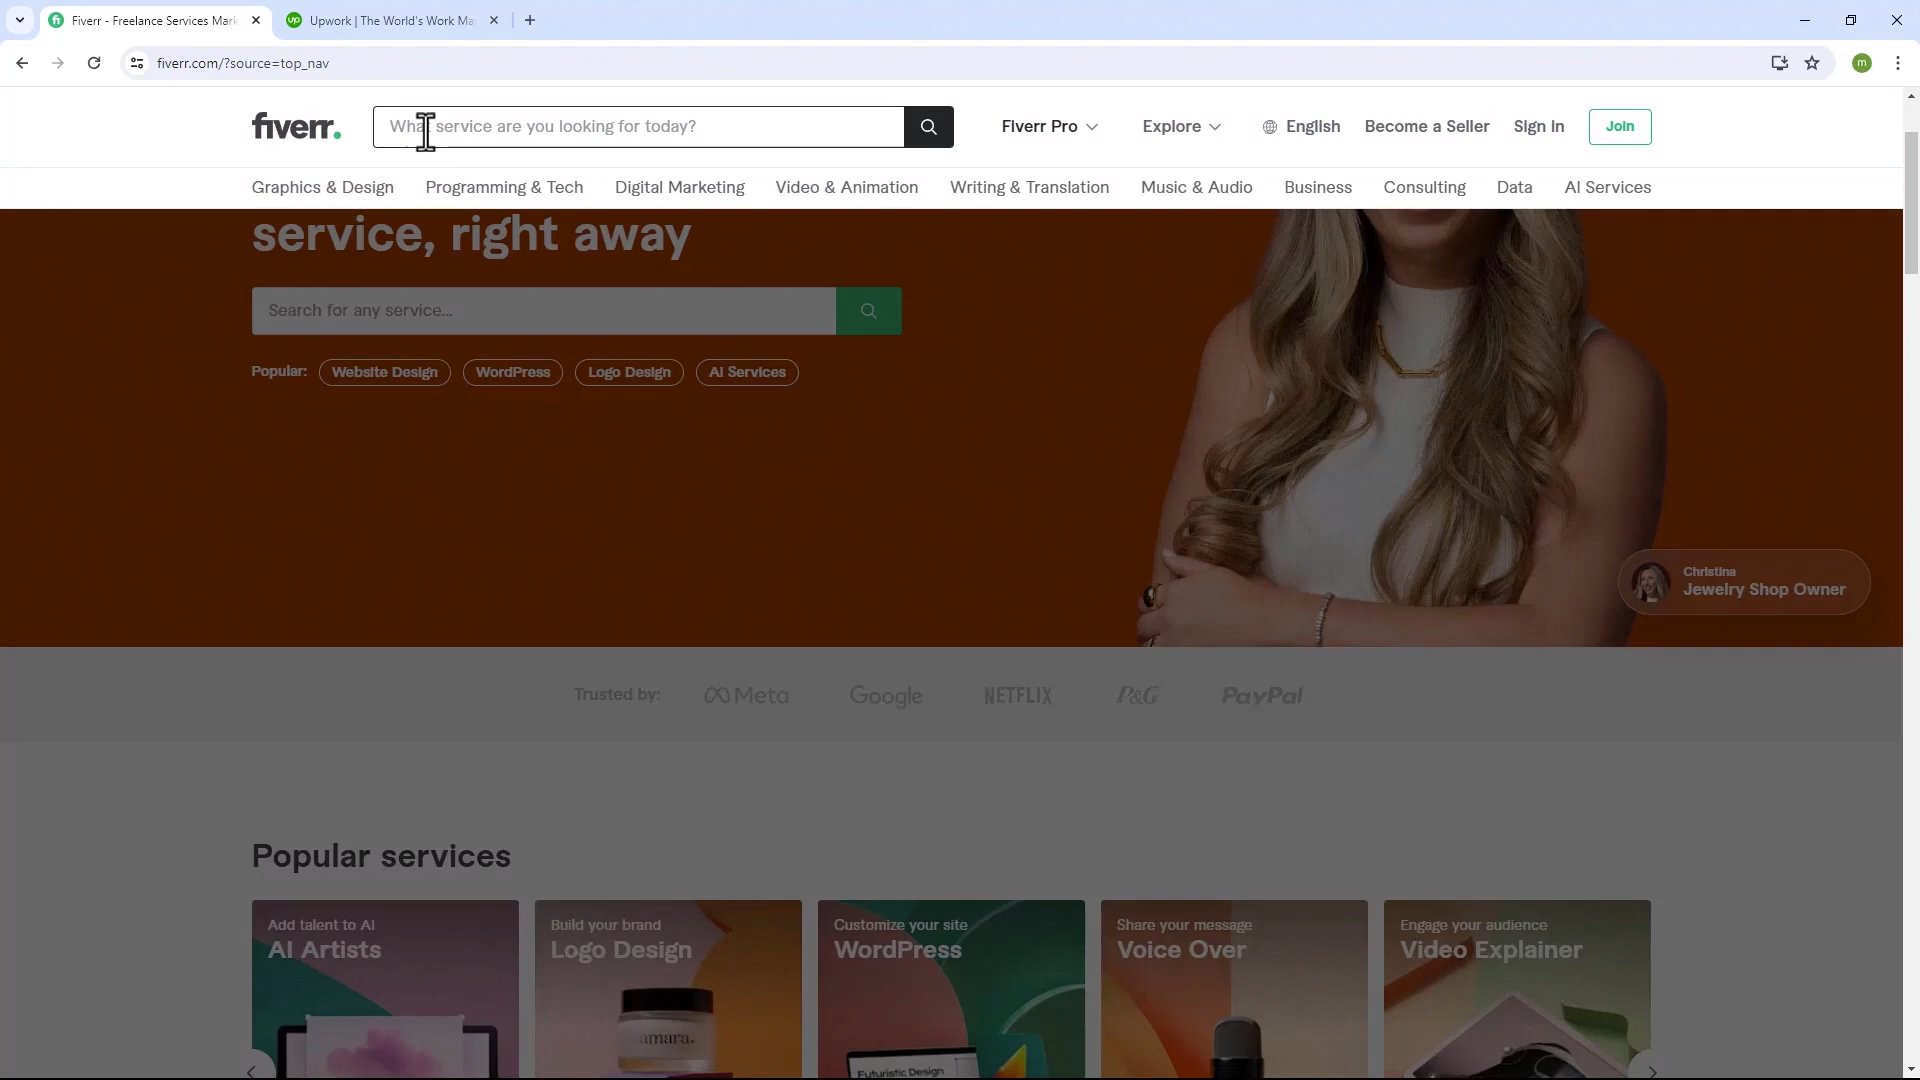 Fiverr - Freelance Services Mark
Upwork | The World's Work Ma
fiverr.com/?source=top_nav
m
fiverr.
What service are you looking for today?
Fiverr Pro
Explore
English
Become a Seller
Sign in
Join
Graphics & Design
Programming & Tech
Digital Marketing
Video & Animation
Writing & Translation
Music & Audio
Business
Consulting
Data
AI Services
service, right away
Search for any service...
Popular:
Website Design
WordPress
Logo Design
AI Services
Christina
Jewelry Shop Owner
Trusted by:
Meta
Google
NETFLIX
P&G
PayPal
Popular services
Add talent to AI
AI Artists
Build your brand
Logo Design
Customize your site
WordPress
Share your message
Voice Over
Engage your audience
Video Explainer
amara.
Futuristic Design